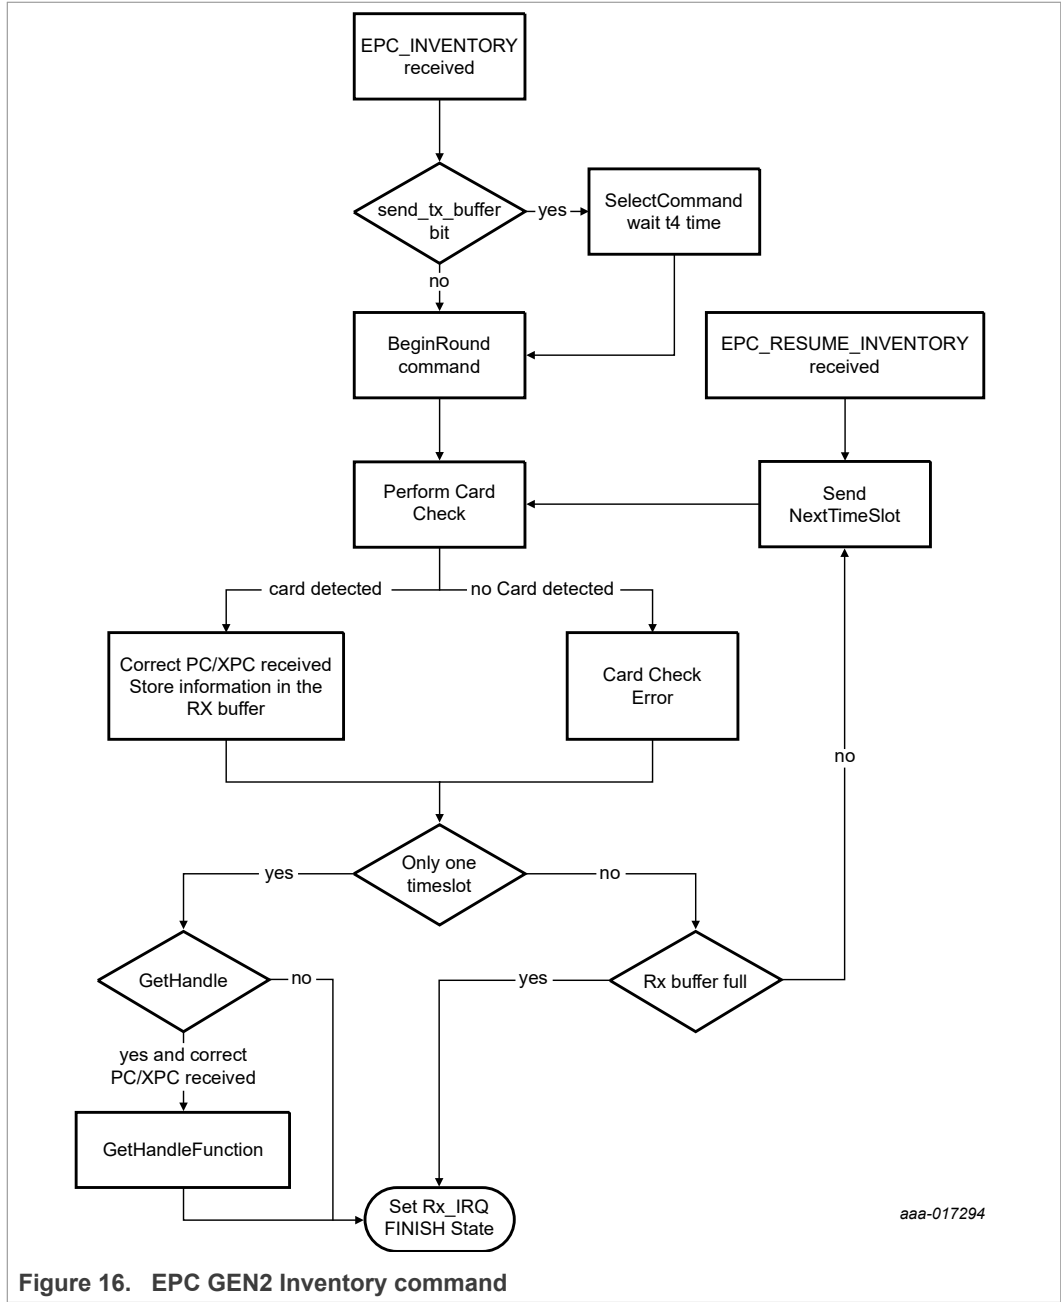 EPC_INVENTORY
received
send_tx_buffer
bit
yes
SelectCommand
wait t4 time
no
BeginRound
command
EPC_RESUME_INVENTORY
received
Perform Card
Check
Send
NextTimeSlot
card detected
no Card detected
Correct PC/XPC received
Store information in the
RX buffer
Card Check
Error
no
Only one
timeslot
yes
no
GetHandle
no
yes
Rx buffer full
yes and correct
PC/XPC received
GetHandleFunction
Set Rx_IRQ
FINISH State
aaa-017294
Figure 16. EPC GEN2 Inventory command